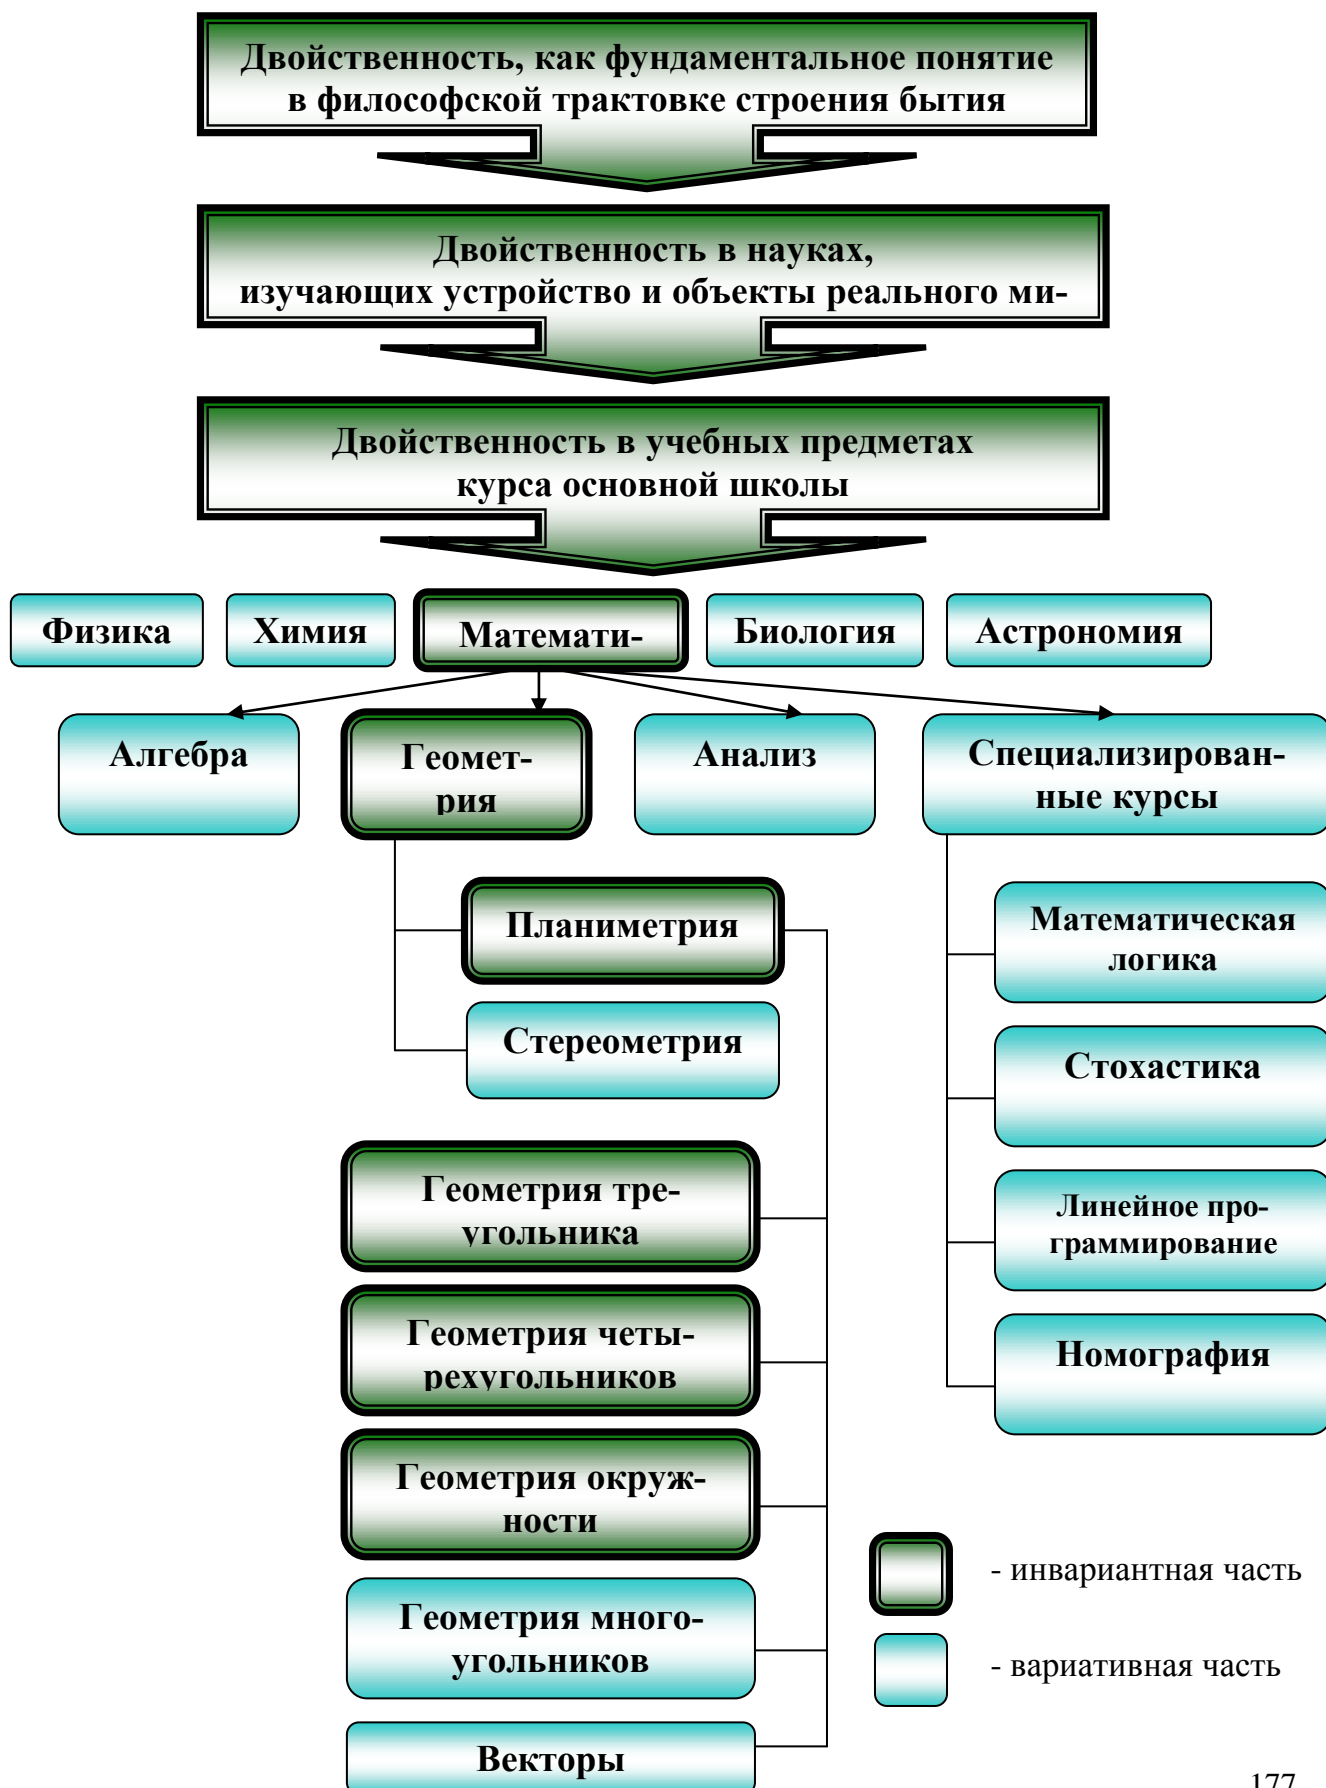 Двойственность, как фундаментальное понятие
в философской трактовке строения бытия
Двойственность в науках,
изучающих устройство и объекты реального ми-
Двойственность в учебных предметах
курса основной школы
Физика
Химия
Математи-
Биология
Астрономия
Алгебра
Геомет-
рия
Анализ
Специализирован-
ные курсы
Планиметрия
Стереометрия
Математическая
логика
Стохастика
Линейное про-
граммирование
Номография
Геометрия тре-
угольника
Геометрия четы-
рехугольников
Геометрия окруж-
ности
Геометрия много-
угольников
Векторы
- инвариантная часть
- вариативная часть
177